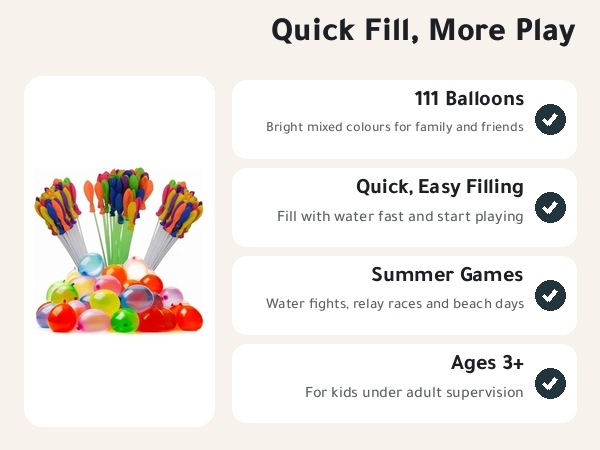 Quick Fill, More Play
111 Balloons
Bright mixed colours for family and friends
Quick, Easy Filling
Fill with water fast and start playing
Summer Games
Water fights, relay races and beach days
Ages 3+
For kids under adult supervision